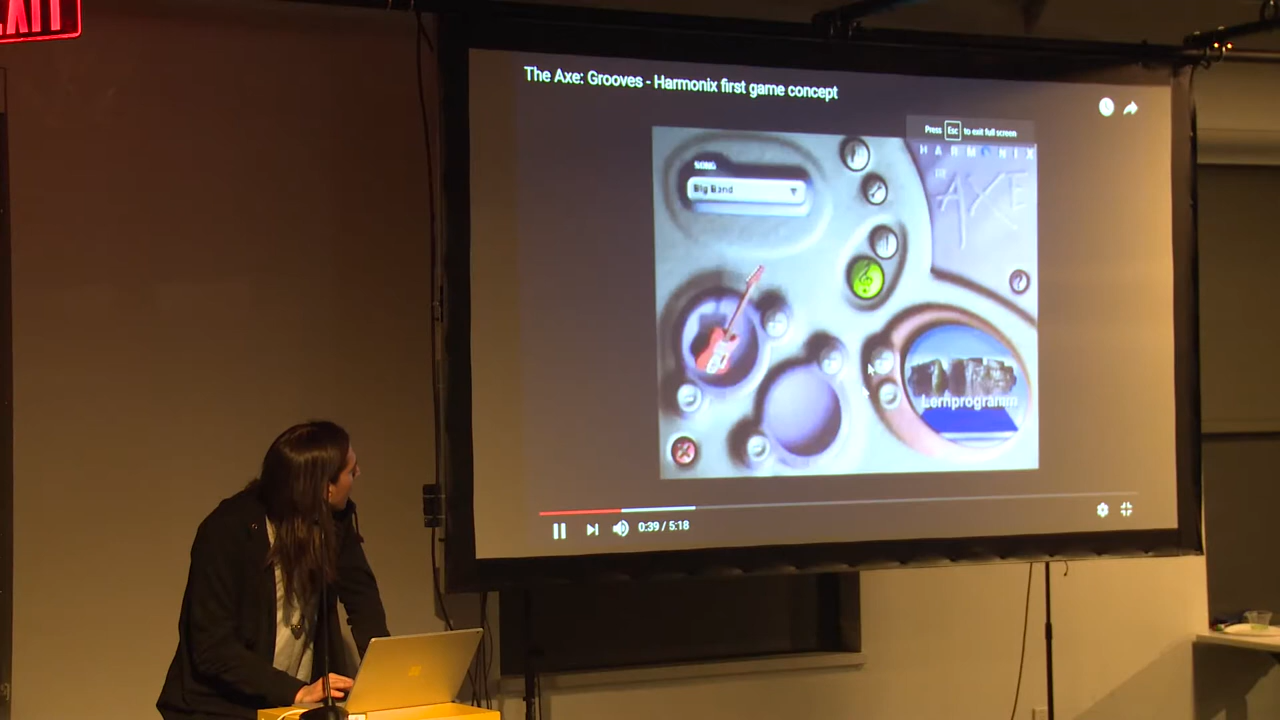 EXIT
The Axe: Grooves - Harmonix first game concept
Press Esc to exit full screen
HARMONIX
THE
AXE
SONG
Big Band
Lernprogramm
0:39 / 5:18